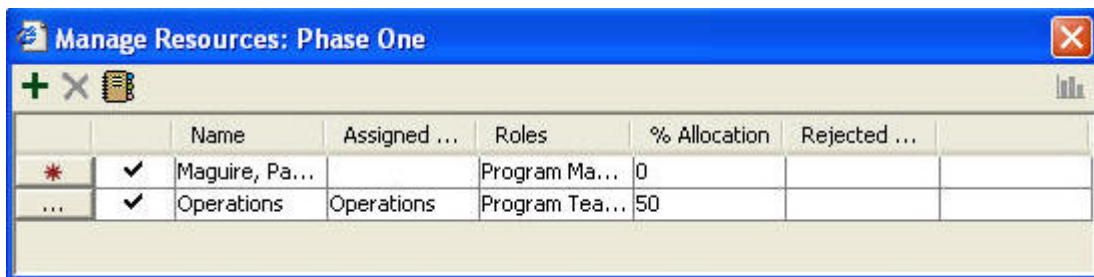 Manage Resources: Phase One
Name Assigned ... Roles % Allocation Rejected ...
Maguire, Pa... Program Ma... 0
... Operations Operations Program Tea... 50